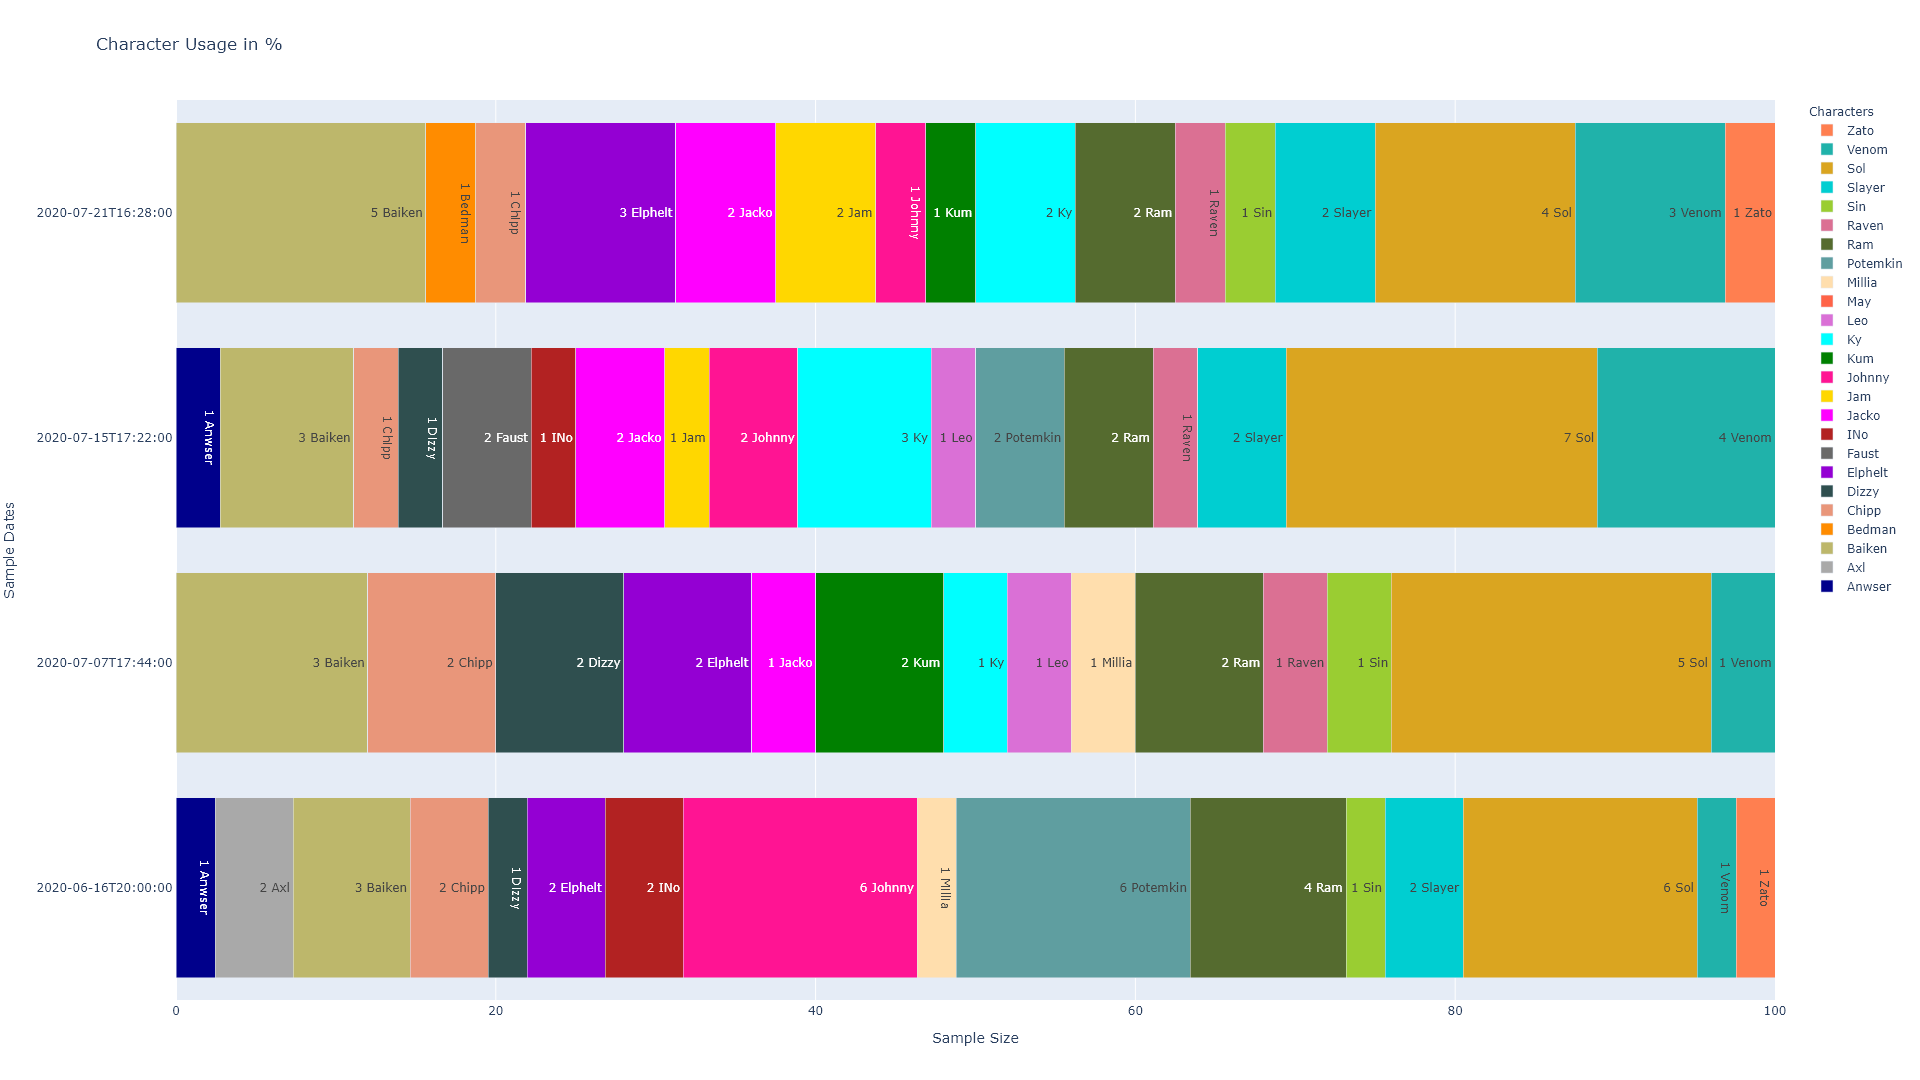 Character Usage in %
2020-07-21T16:28:00
5 Baiken
1 Bedman
1 Chipp
3 Elphelt
2 Jacko
2 Jam
1 Johnny
1 Kum
2 Ky
2 Ram
1 Raven
1 Sin
2 Slayer
4 Sol
3 Venom
1 Zato
2020-07-15T17:22:00
1 Anwser
3 Baiken
1 Chipp
1 Dizzy
2 Faust
1 INo
2 Jacko
1 Jam
2 Johnny
3 Ky
1 Leo
2 Potemkin
2 Ram
1 Raven
2 Slayer
7 Sol
4 Venom
2020-07-07T17:44:00
3 Baiken
2 Chipp
2 Dizzy
2 Elphelt
1 Jacko
2 Kum
1 Ky
1 Leo
1 Millia
2 Ram
1 Raven
1 Sin
5 Sol
1 Venom
2020-06-16T20:00:00
1 Anwser
2 Axl
3 Baiken
2 Chipp
1 Dizzy
2 Elphelt
2 INo
6 Johnny
1 Millia
6 Potemkin
4 Ram
1 Sin
2 Slayer
6 Sol
1 Venom
1 Zato
0
20
40
60
80
100
Sample Size
Sample Dates
Characters
Zato
Venom
Sol
Slayer
Sin
Raven
Ram
Potemkin
Millia
May
Leo
Ky
Kum
Johnny
Jam
Jacko
INo
Faust
Elphelt
Dizzy
Chipp
Bedman
Baiken
Axl
Anwser